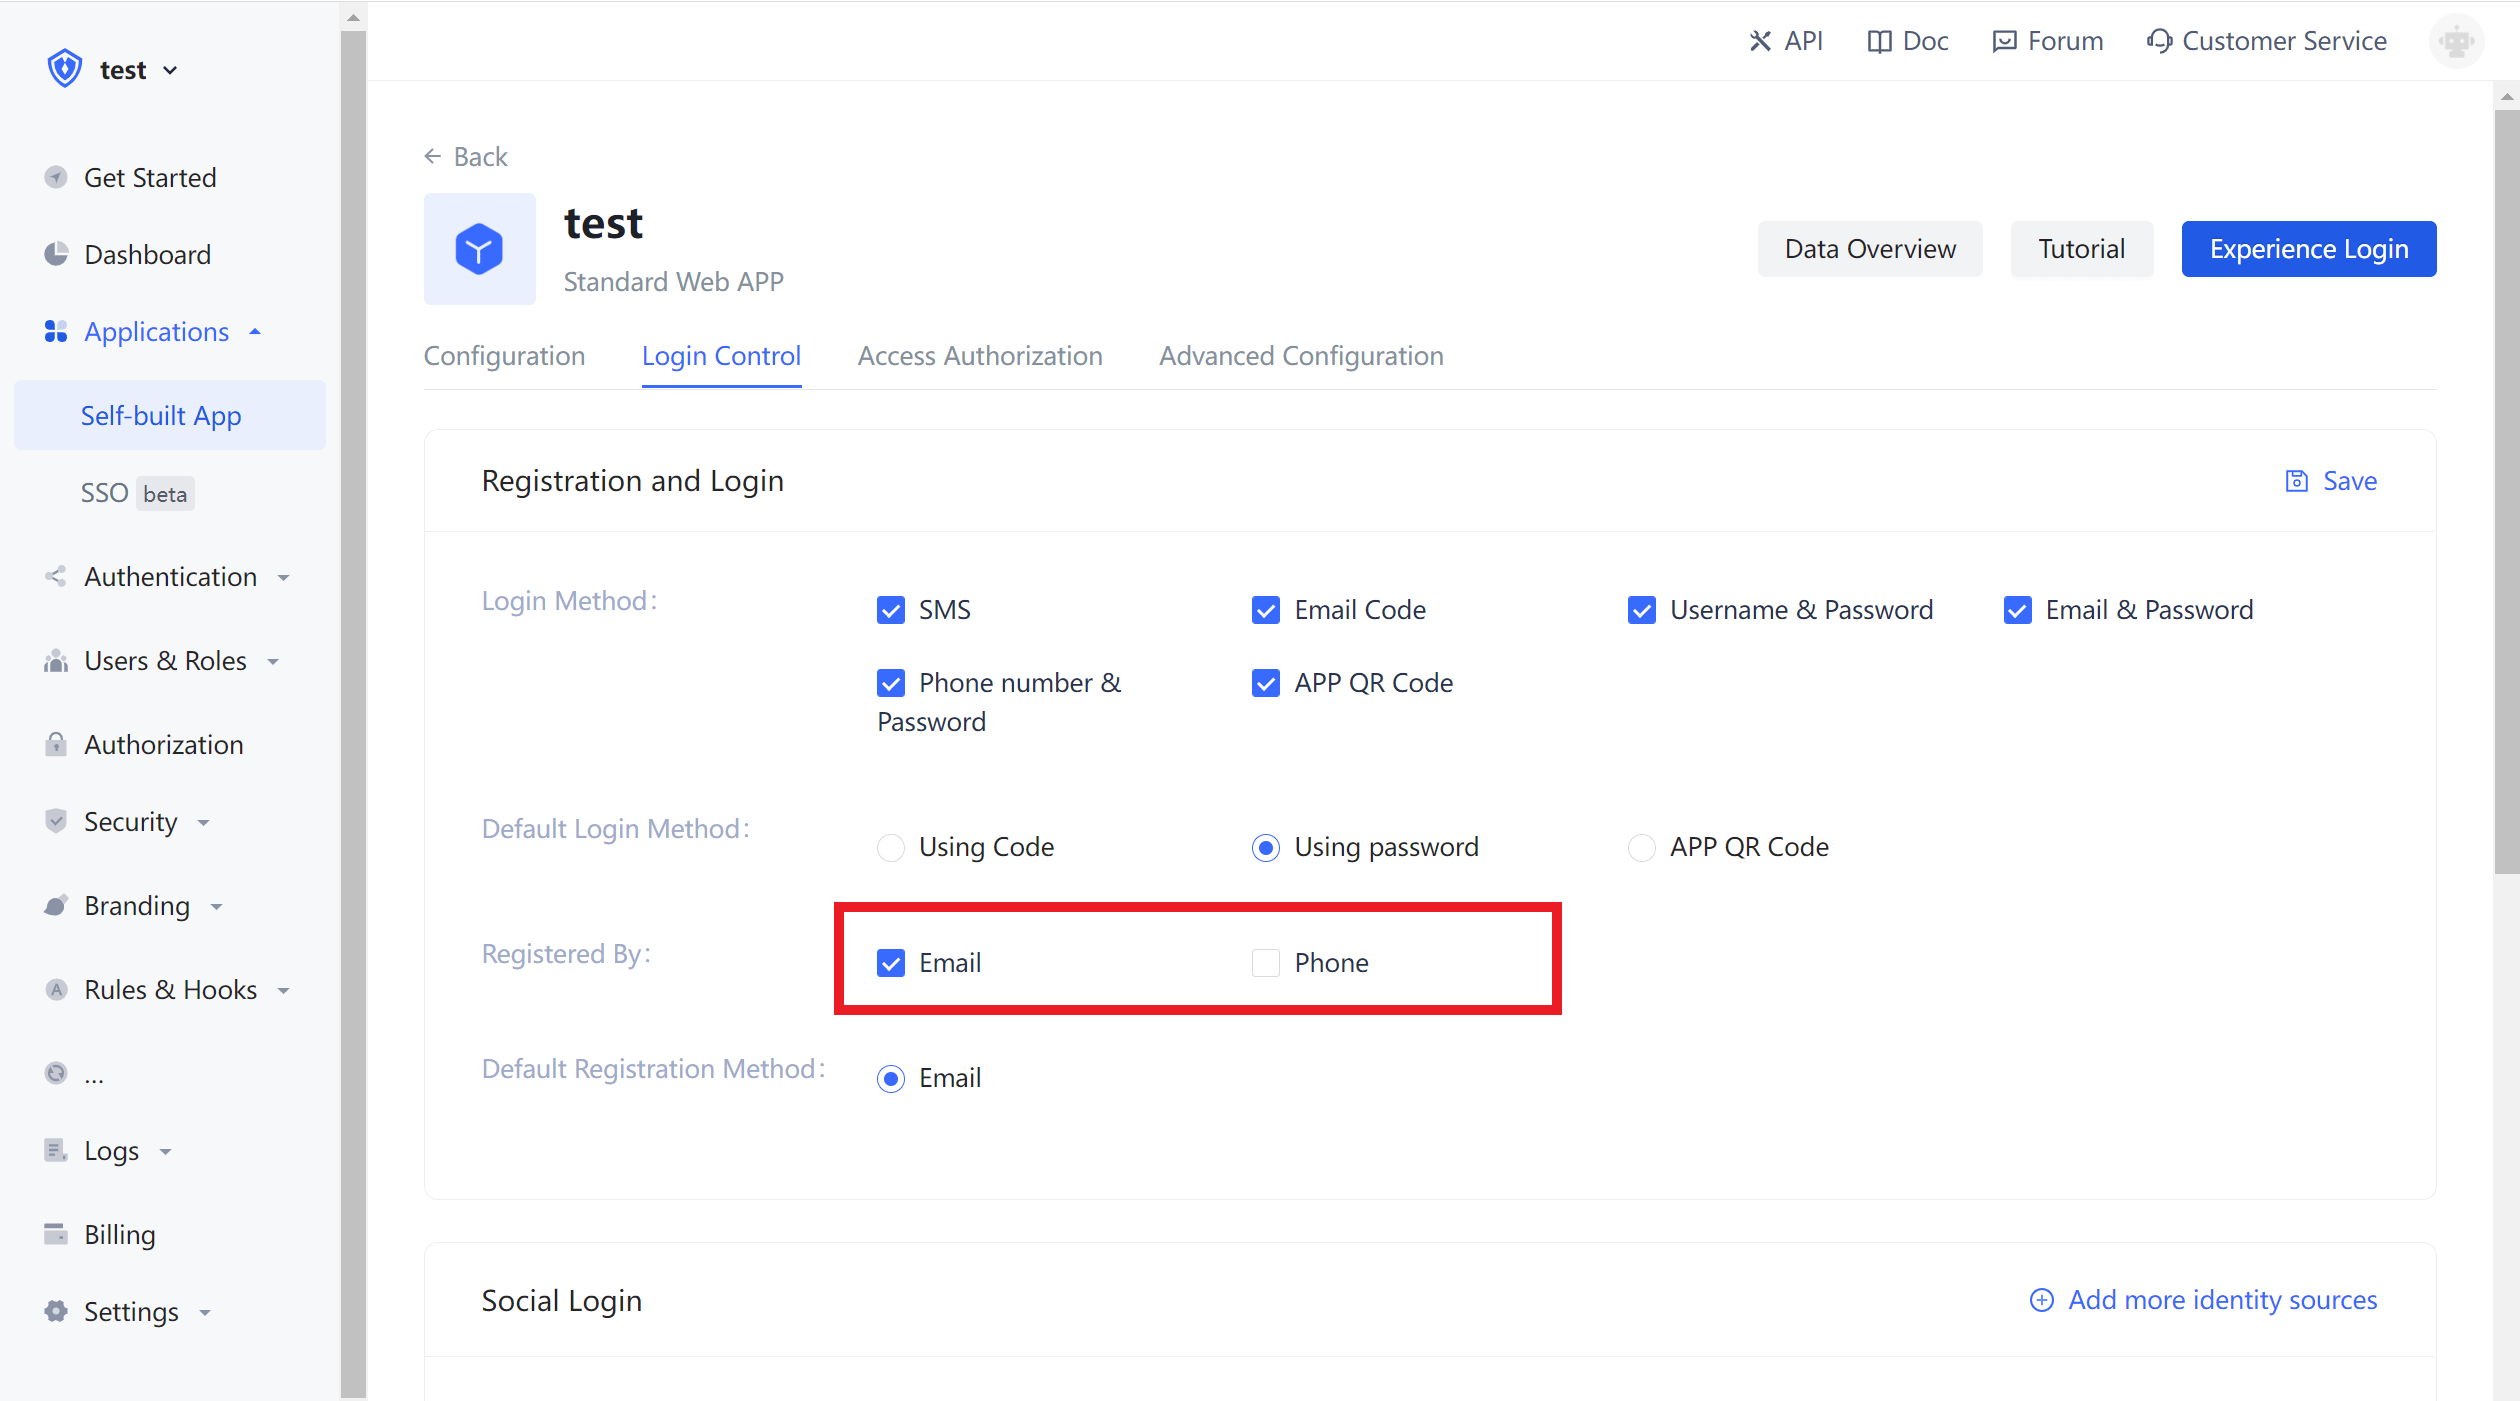 test
API
Doc
Forum
Customer Service
Get Started
Dashboard
Applications
Self-built App
SSO beta
Authentication
Users & Roles
Authorization
Security
Branding
Rules & Hooks
...
Logs
Billing
Settings
Back
test
Standard Web APP
Data Overview
Tutorial
Experience Login
Configuration
Login Control
Access Authorization
Advanced Configuration
Registration and Login
Save
Login Method:
SMS
Email Code
Username & Password
Email & Password
Phone number &
Password
APP QR Code
Default Login Method:
Using Code
Using password
APP QR Code
Registered By:
Email
Phone
Default Registration Method:
Email
Social Login
Add more identity sources